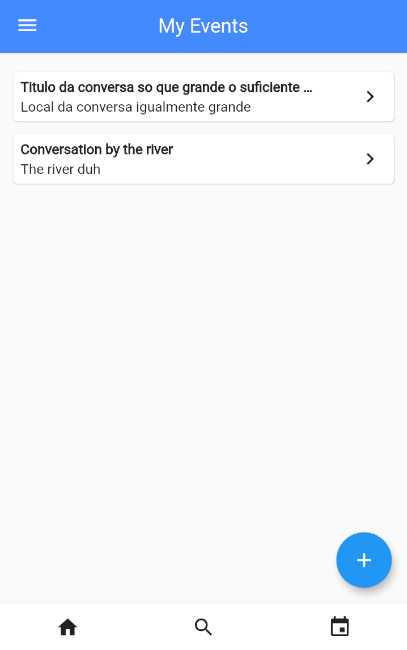 My Events
Titulo da conversa so que grande o suficiente ...
Local da conversa igualmente grande
Conversation by the river
The river duh